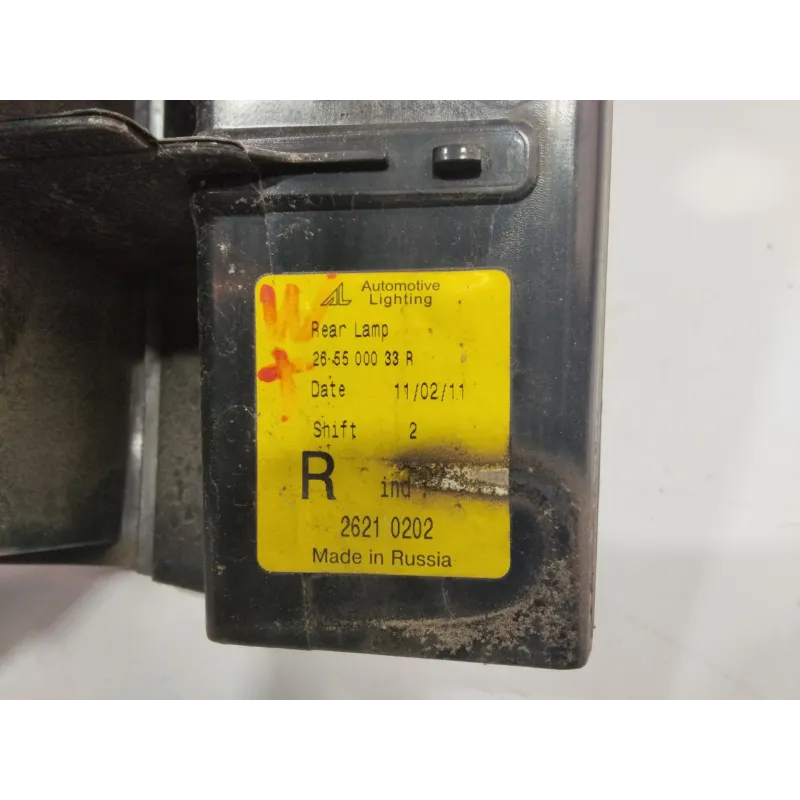 AL Automotive
Lighting
Rear Lamp
26-55 000 33 R
Date 11/02/11
Shift 2
R ind
2621 0202
Made in Russia